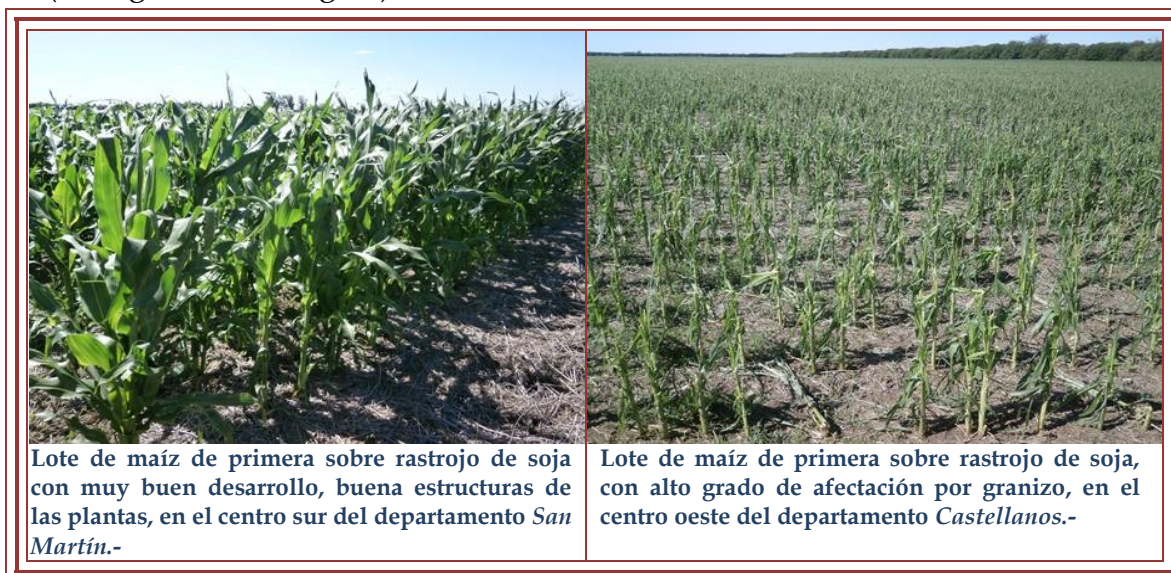 Lote de maíz de primera sobre rastrojo de soja
con muy buen desarrollo, buena estructuras de
las plantas, en el centro sur del departamento San
Martín.-
Lote de maíz de primera sobre rastrojo de soja,
con alto grado de afectación por granizo, en el
centro oeste del departamento Castellanos.-